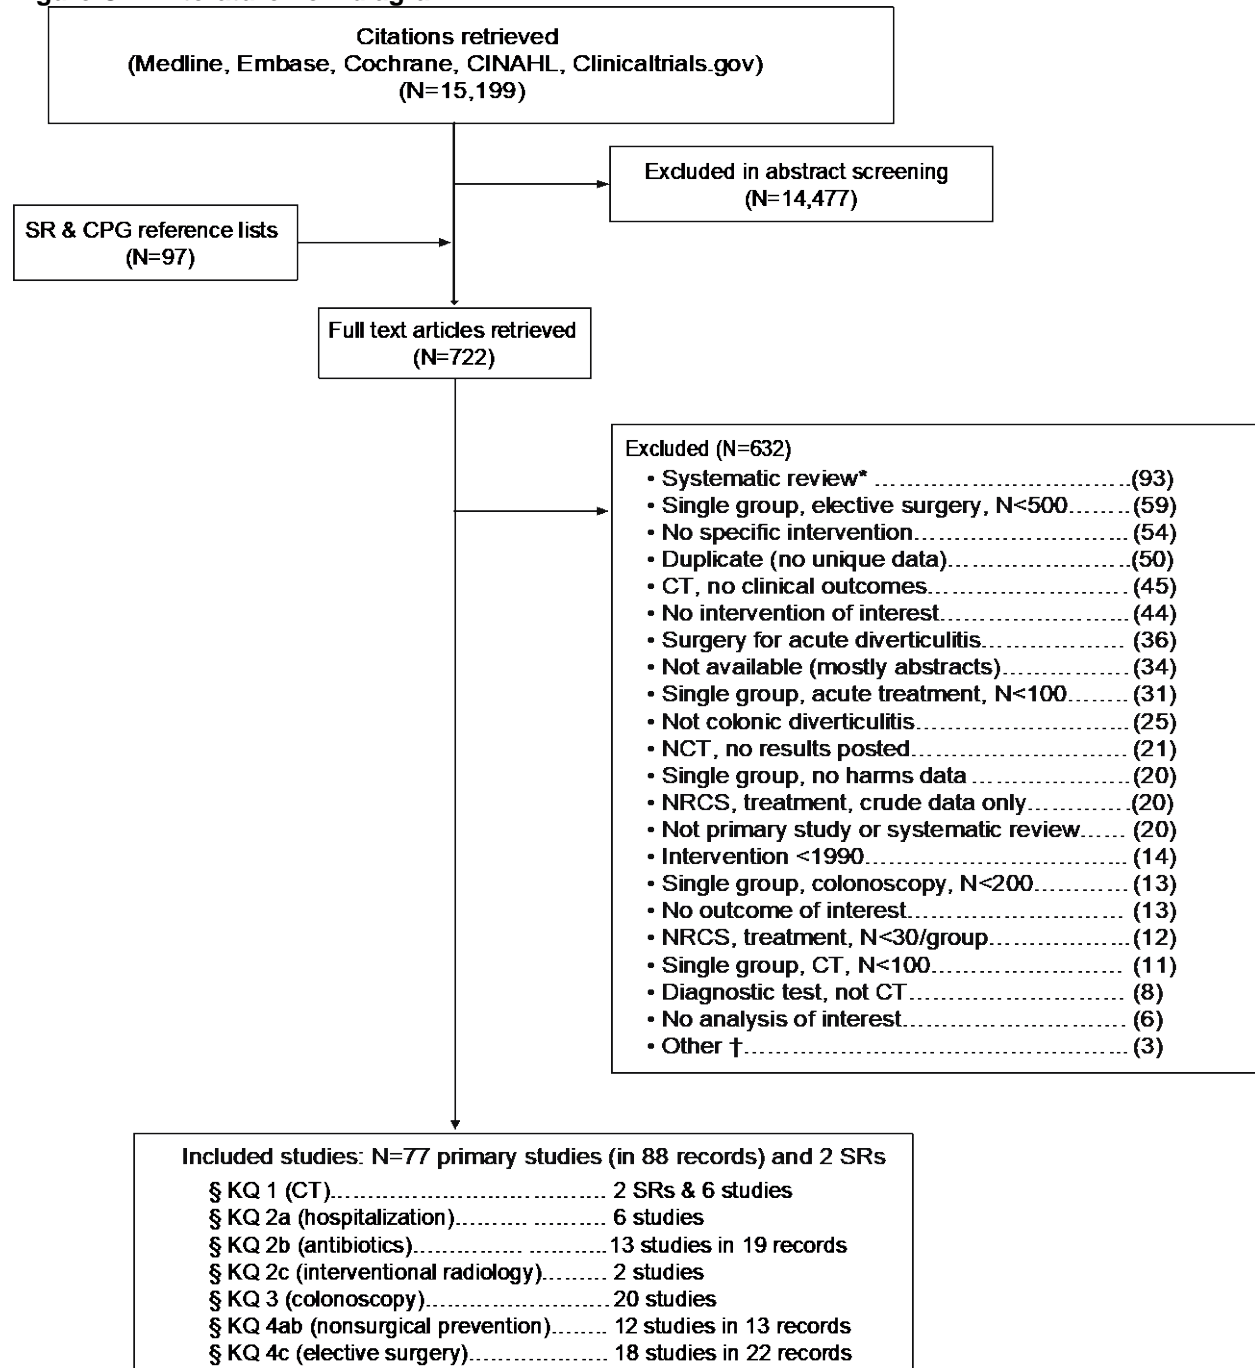 Citations retrieved
(Medline, Embase, Cochrane, CINAHL, Clinicaltrials.gov)
(N=15,199)
Excluded in abstract screening
(N=14,477)
SR & CPG reference lists
(N=97)
Full text articles retrieved
(N=722)
Excluded (N=632)
• Systematic review* ................................(93)
• Single group, elective surgery, N<500........(59)
• No specific intervention........................... (54)
• Duplicate (no unique data).......................(50)
• CT, no clinical outcomes......................... (45)
• No intervention of interest........................ (44)
• Surgery for acute diverticulitis.................. (36)
• Not available (mostly abstracts)............... (34)
• Single group, acute treatment, N<100....... (31)
• Not colonic diverticulitis.......................... (25)
• NCT, no results posted........................... (21)
• Single group, no harms data .................... (20)
• NRCS, treatment, crude data only.............(20)
• Not primary study or systematic review...... (20)
• Intervention <1990................................. (14)
• Single group, colonoscopy, N<200............ (13)
• No outcome of interest........................... (13)
• NRCS, treatment, N<30/group................. (12)
• Single group, CT, N<100........................ (11)
• Diagnostic test, not CT........................... (8)
• No analysis of interest............................ (6)
• Other †................................................ (3)
Included studies: N=77 primary studies (in 88 records) and 2 SRs
§ KQ 1 (CT).................................... 2 SRs & 6 studies
§ KQ 2a (hospitalization).......... ........... 6 studies
§ KQ 2b (antibiotics)............... ...........13 studies in 19 records
§ KQ 2c (interventional radiology)......... 2 studies
§ KQ 3 (colonoscopy)........................ 20 studies
§ KQ 4ab (nonsurgical prevention)........ 12 studies in 13 records
§ KQ 4c (elective surgery).................. 18 studies in 22 records